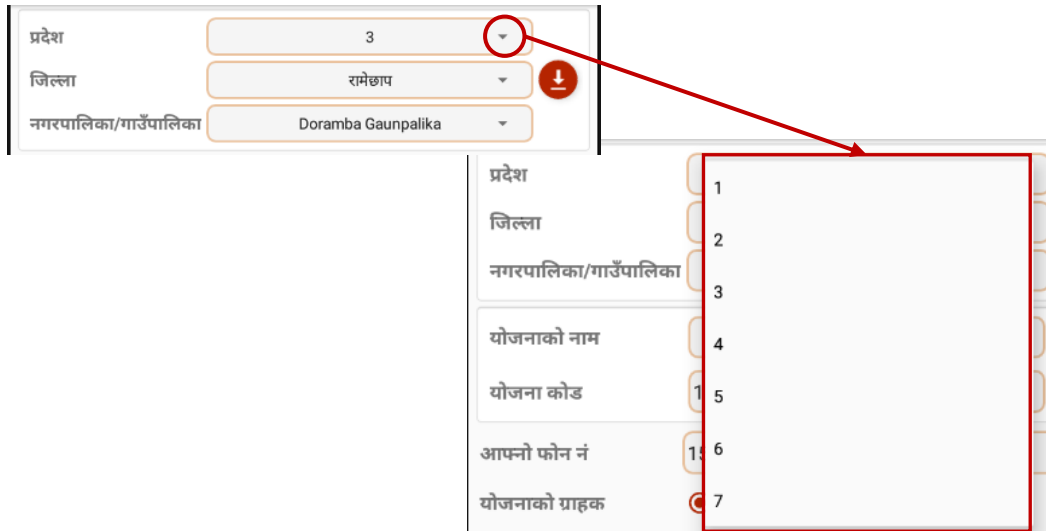 प्रदेश 3
जिल्ला रामेछाप
नगरपालिका/गाउँपालिका Doramba Gaunpalika
प्रदेश
1
जिल्ला
2
नगरपालिका/गाउँपालिका
3
योजनाको नाम
4
योजना कोड 1
5
आफ्नो फोन नं
6
योजनाको ग्राहक
7